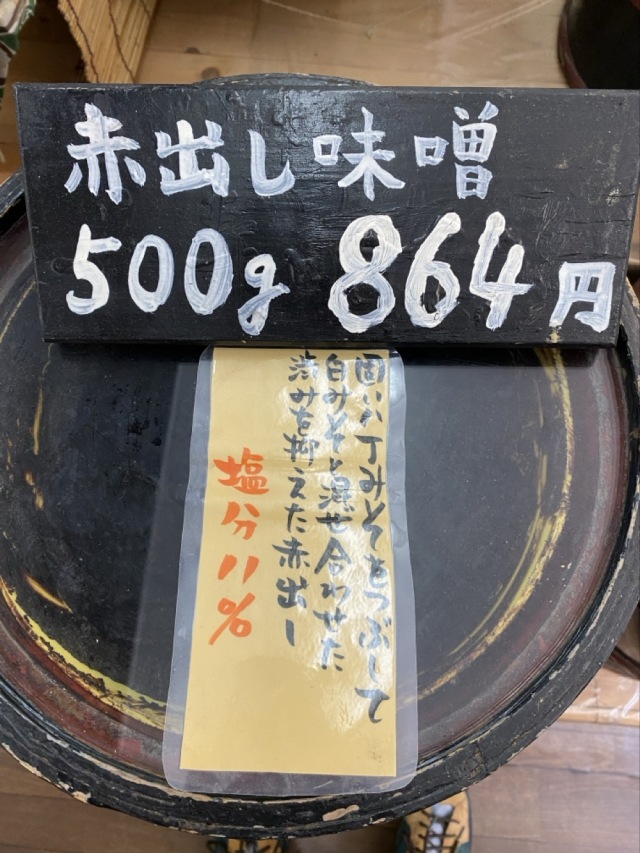 赤出し味噌
500g 864円
固い八丁みそをつぶして
白みそと混ぜ合わせた
渋みを抑えた赤出し
塩分11%